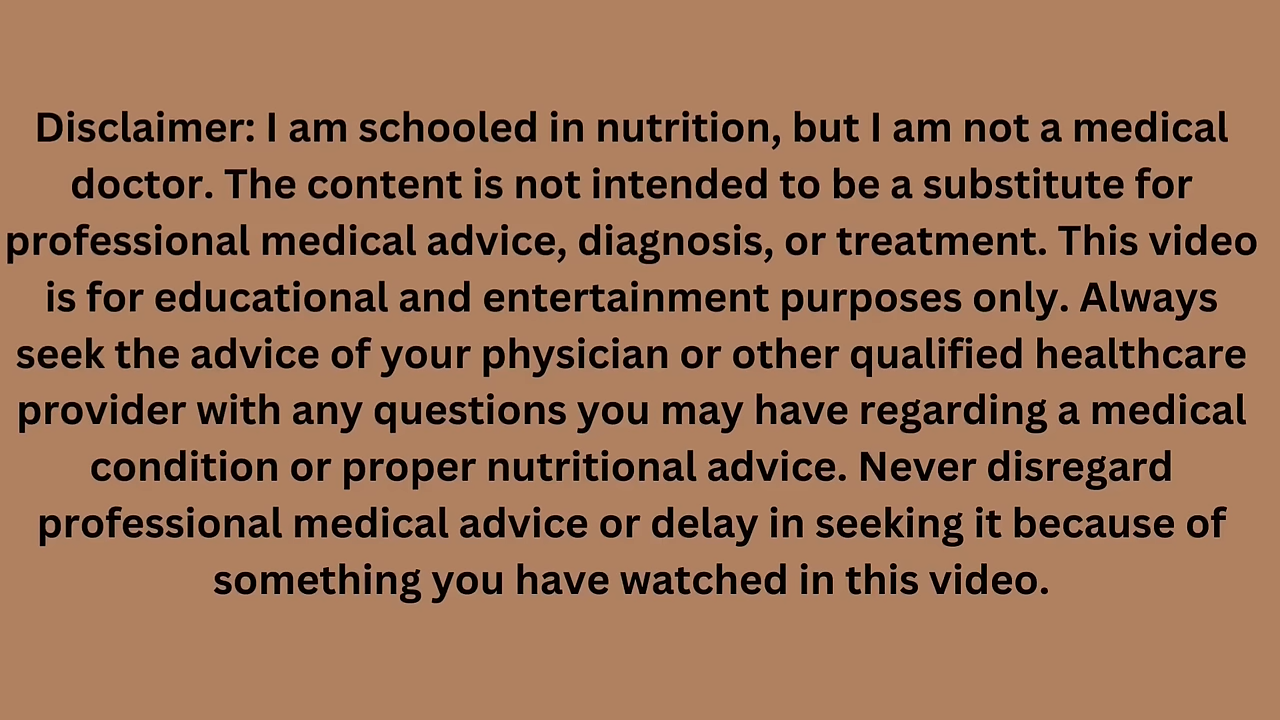 Disclaimer: I am schooled in nutrition, but I am not a medical
doctor. The content is not intended to be a substitute for
professional medical advice, diagnosis, or treatment. This video
is for educational and entertainment purposes only. Always
seek the advice of your physician or other qualified healthcare
provider with any questions you may have regarding a medical
condition or proper nutritional advice. Never disregard
professional medical advice or delay in seeking it because of
something you have watched in this video.